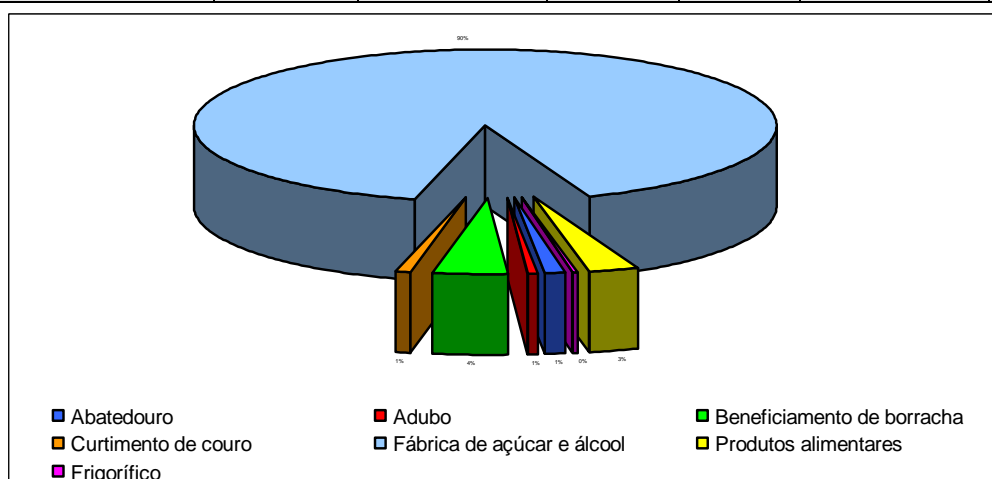 90%
1%
4%
1%
1%
0%
3%
Abatedouro
Adubo
Beneficiamento de borracha
Curtimento de couro
Fábrica de açúcar e álcool
Produtos alimentares
Frigorífico